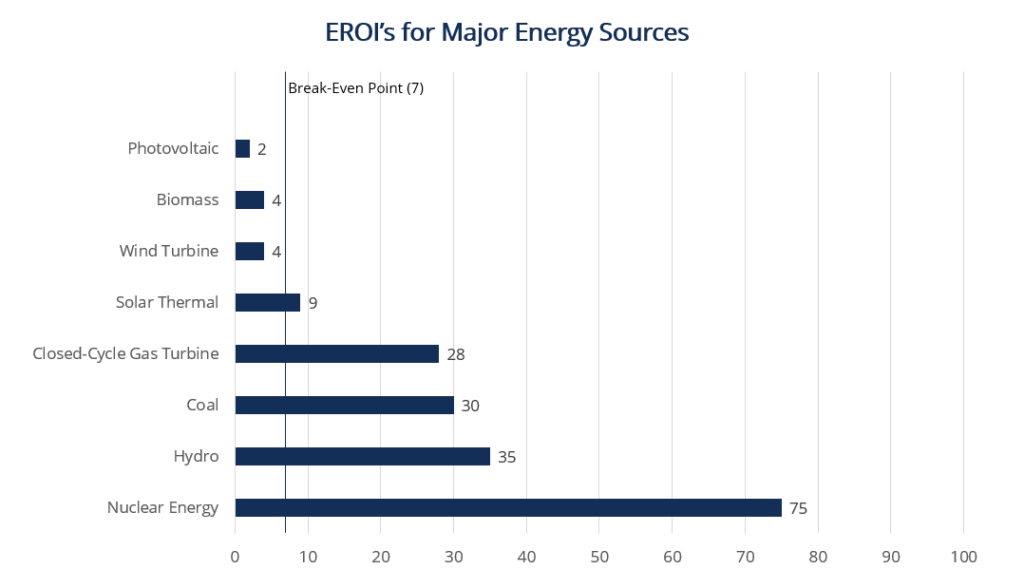 EROI’s for Major Energy Sources
Break-Even Point (7)
Photovoltaic 2
Biomass 4
Wind Turbine 4
Solar Thermal 9
Closed-Cycle Gas Turbine 28
Coal 30
Hydro 35
Nuclear Energy 75
0 10 20 30 40 50 60 70 80 90 100